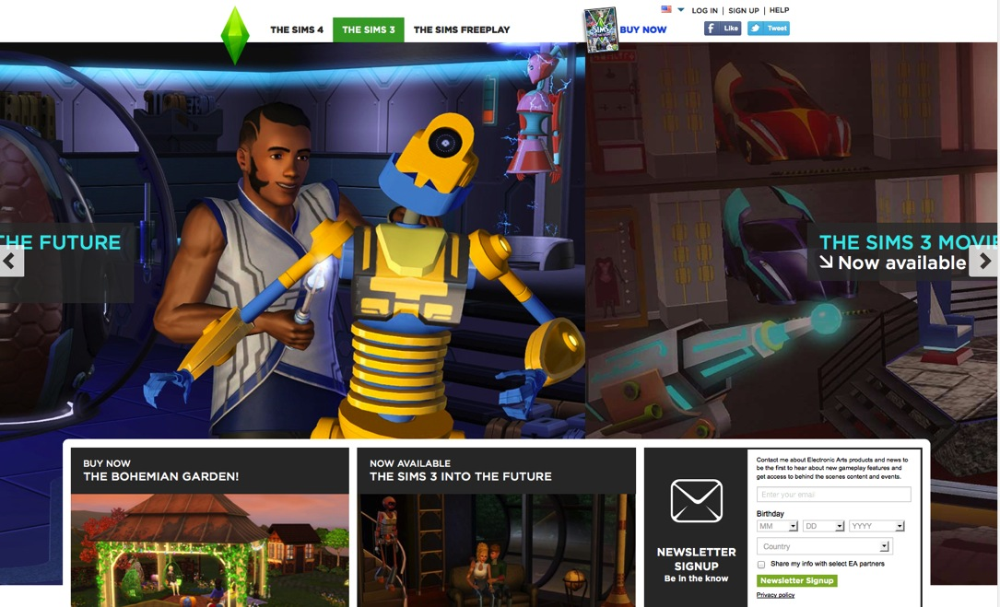 THE SIMS 4
THE SIMS 3
THE SIMS FREEPLAY
BUY NOW
LOG IN | SIGN UP | HELP
Like
Tweet
THE FUTURE
THE SIMS 3 MOVIE
Now available
BUY NOW
THE BOHEMIAN GARDEN!
NOW AVAILABLE
THE SIMS 3 INTO THE FUTURE
NEWSLETTER
SIGNUP
Be in the know
Contact me about Electronic Arts products and news to
be the first to hear about new gameplay features and
get access to behind the scenes content and events.
Enter your email
Birthday
MM
DD
YYYY
Country
Share my info with select EA partners
Newsletter Signup
Privacy policy